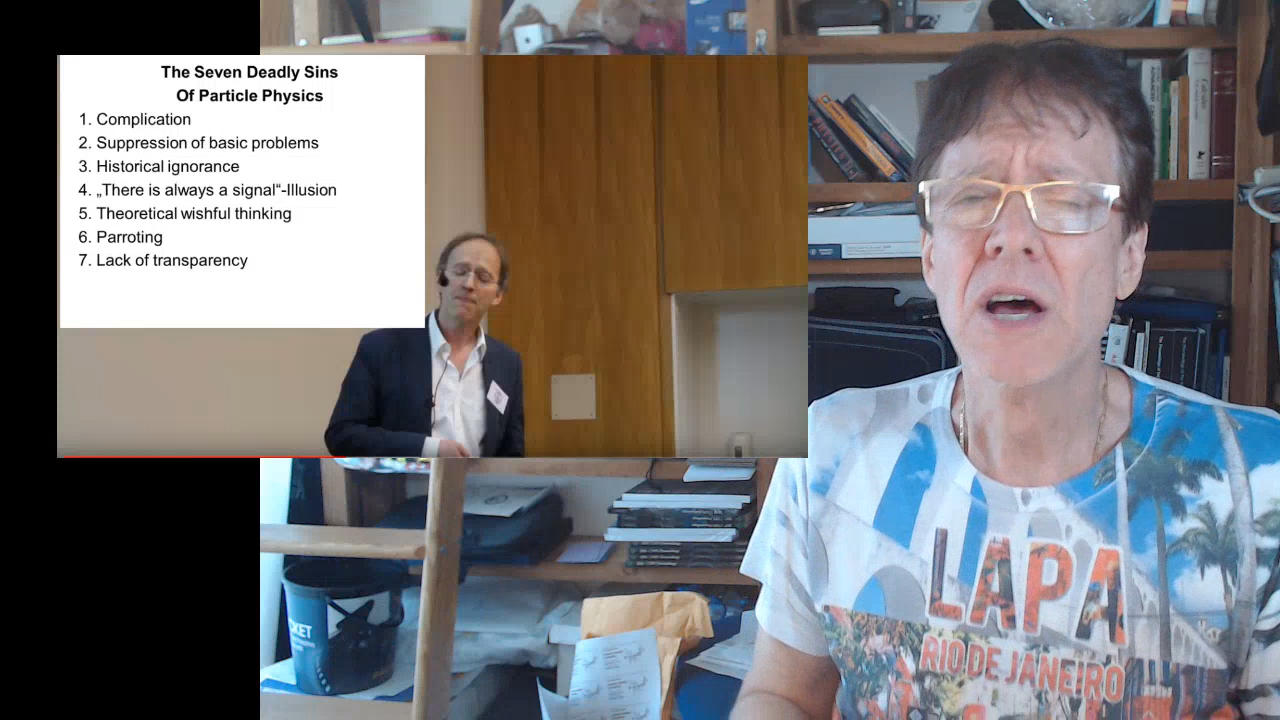 The Seven Deadly Sins
Of Particle Physics
1. Complication
2. Suppression of basic problems
3. Historical ignorance
4. „There is always a signal“-Illusion
5. Theoretical wishful thinking
6. Parroting
7. Lack of transparency
LAPA
RIO DE JANEIRO